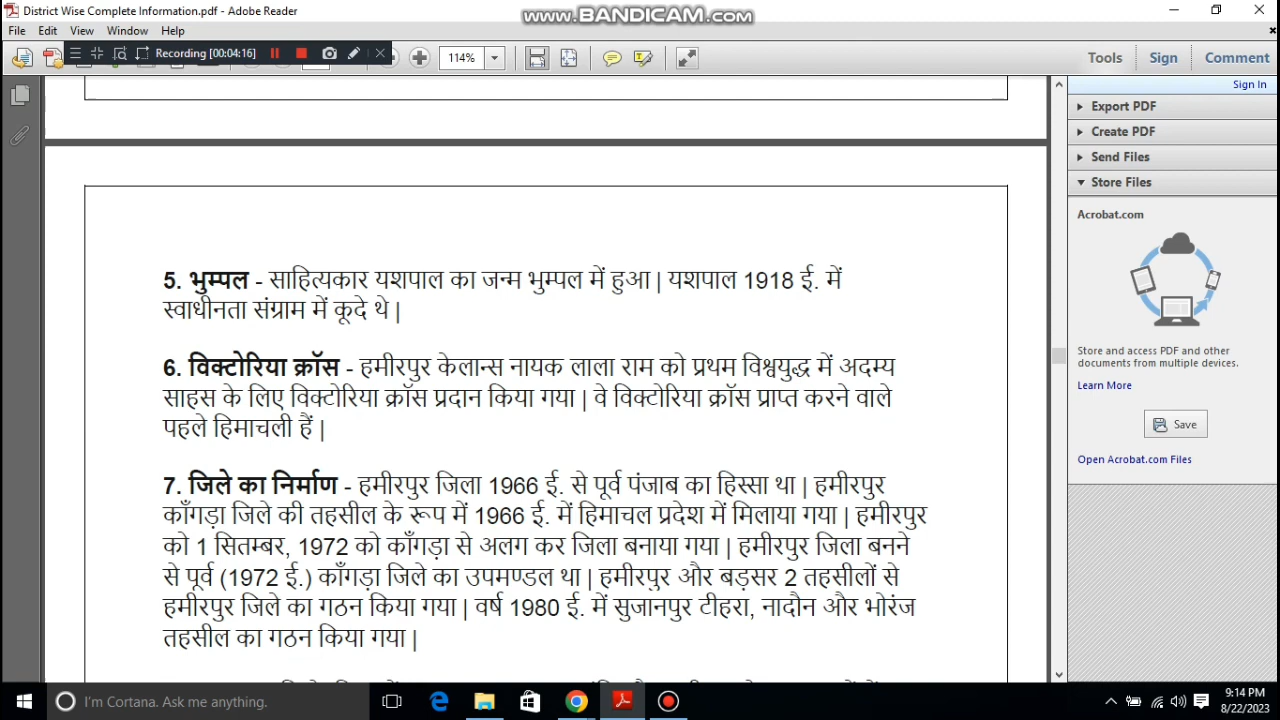 District Wise Complete Information.pdf - Adobe Reader
www.BANDICAM.com
File Edit View Window Help
Recording [00:04:16]
114%
Tools Sign Comment
Sign In
Export PDF
Create PDF
Send Files
Store Files
Acrobat.com
Store and access PDF and other
documents from multiple devices.
Learn More
Save
Open Acrobat.com Files
5. भुम्पल - साहित्यकार यशपाल का जन्म भुम्पल में हुआ | यशपाल 1918 ई. में
स्वाधीनता संग्राम में कूदे थे |
6. विक्टोरिया क्रॉस - हमीरपुर केलान्स नायक लाला राम को प्रथम विश्वयुद्ध में अदम्य
साहस के लिए विक्टोरिया क्रॉस प्रदान किया गया | वे विक्टोरिया क्रॉस प्राप्त करने वाले
पहले हिमाचली हैं |
7. जिले का निर्माण - हमीरपुर जिला 1966 ई. से पूर्व पंजाब का हिस्सा था | हमीरपुर
काँगड़ा जिले की तहसील के रूप में 1966 ई. में हिमाचल प्रदेश में मिलाया गया | हमीरपुर
को 1 सितम्बर, 1972 को काँगड़ा से अलग कर जिला बनाया गया | हमीरपुर जिला बनने
से पूर्व (1972 ई.) काँगड़ा जिले का उपमण्डल था | हमीरपुर और बड़सर 2 तहसीलों से
हमीरपुर जिले का गठन किया गया | वर्ष 1980 ई. में सुजानपुर टीहरा, नादौन और भोरंज
तहसील का गठन किया गया |
I'm Cortana. Ask me anything.
9:14 PM
8/22/2023